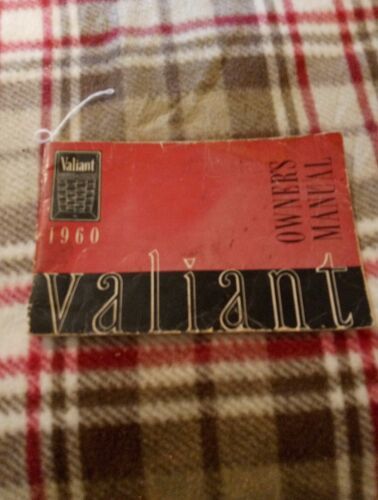 Valiant
1960
OWNER'S
MANUAL
valiant